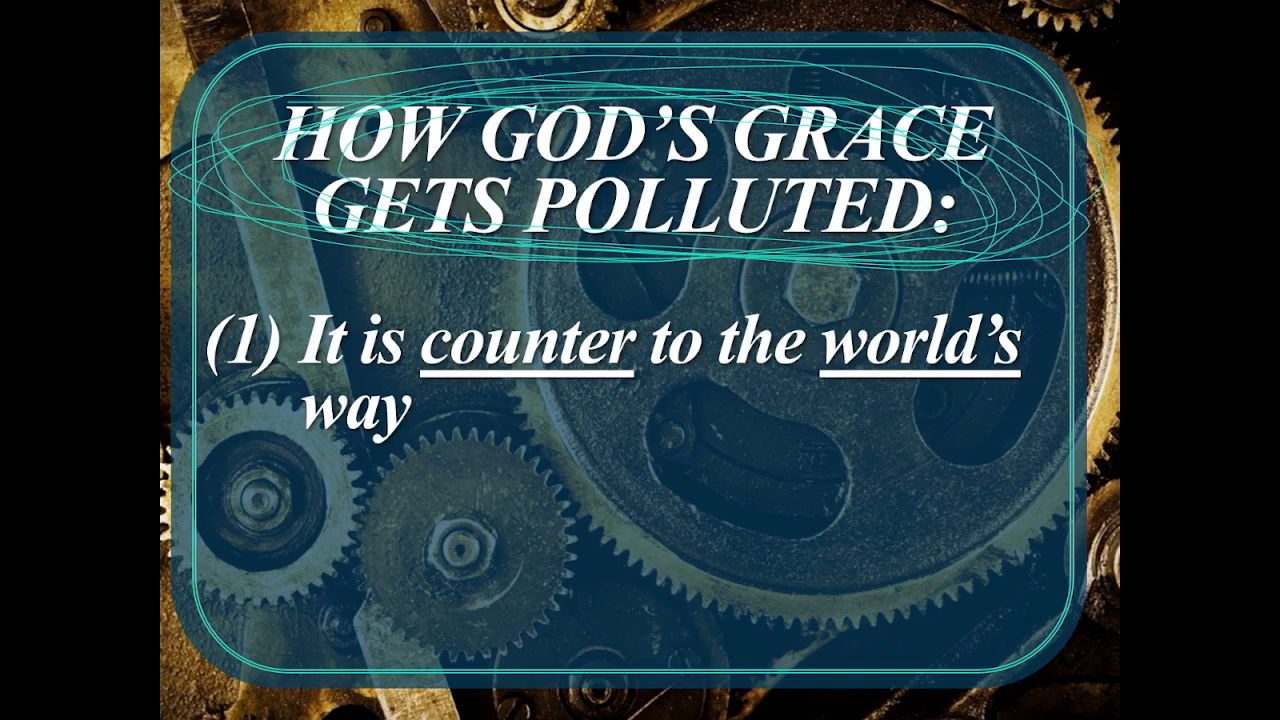 HOW GOD’S GRACE
GETS POLLUTED:
(1) It is counter to the world’s
way